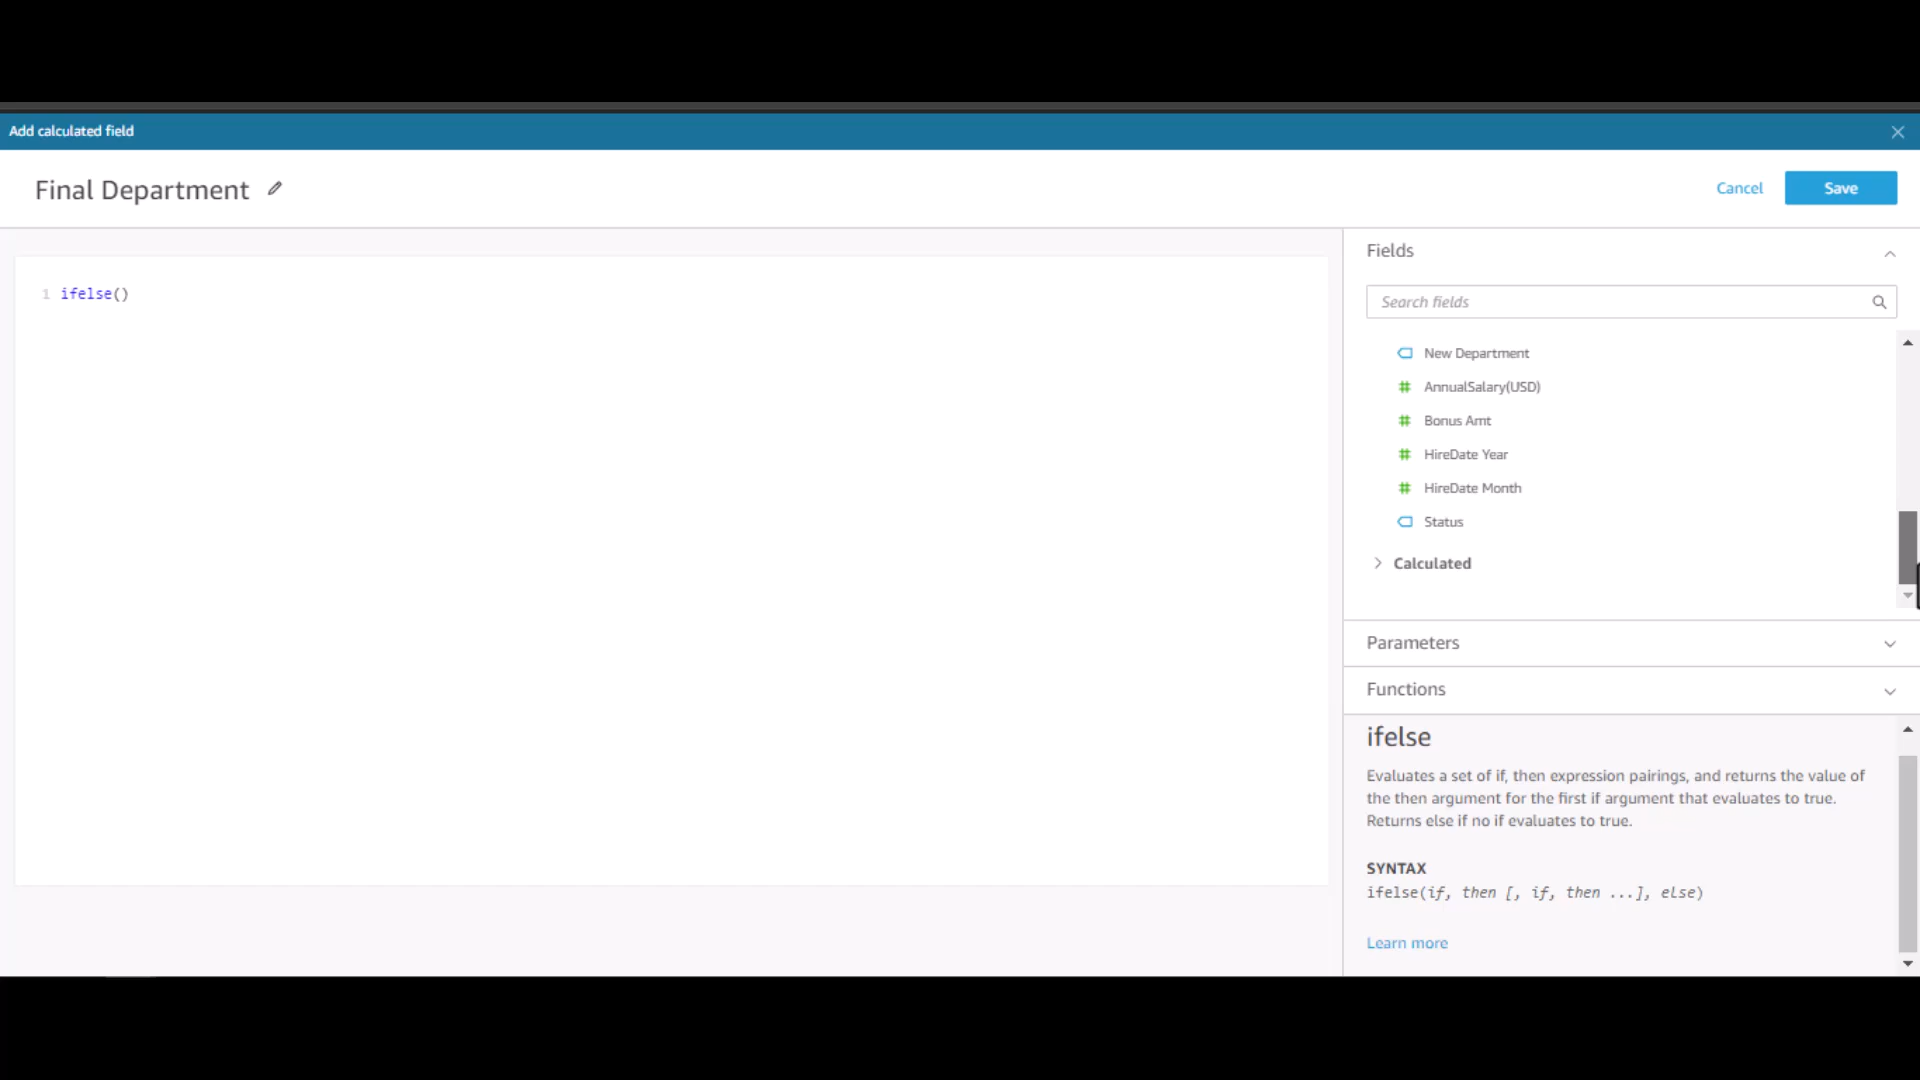 Add calculated field
Final Department
Cancel
Save
1 ifelse()
Fields
Search fields
New Department
AnnualSalary(USD)
Bonus Amt
HireDate Year
HireDate Month
Status
Calculated
Parameters
Functions
ifelse
Evaluates a set of if, then expression pairings, and returns the value of
the then argument for the first if argument that evaluates to true.
Returns else if no if evaluates to true.
SYNTAX
ifelse(if, then [, if, then ...], else)
Learn more